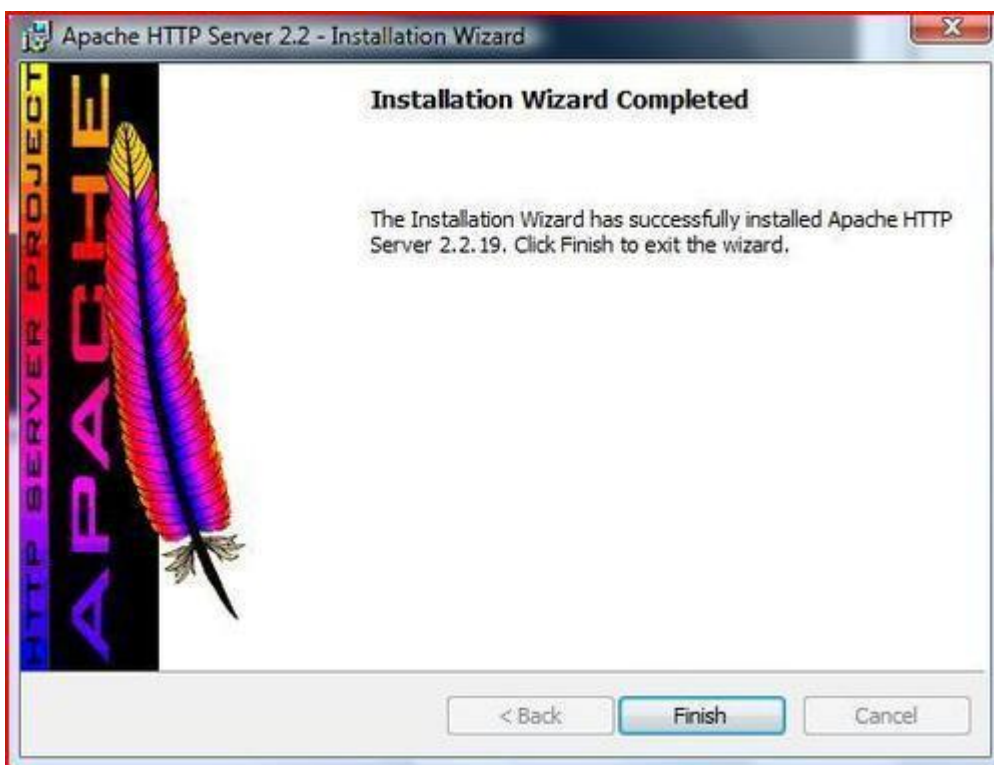 Apache HTTP Server 2.2 - Installation Wizard
HTTP SERVER PROJECT
APACHE
Installation Wizard Completed
The Installation Wizard has successfully installed Apache HTTP
Server 2.2.19. Click Finish to exit the wizard.
< Back
Finish
Cancel